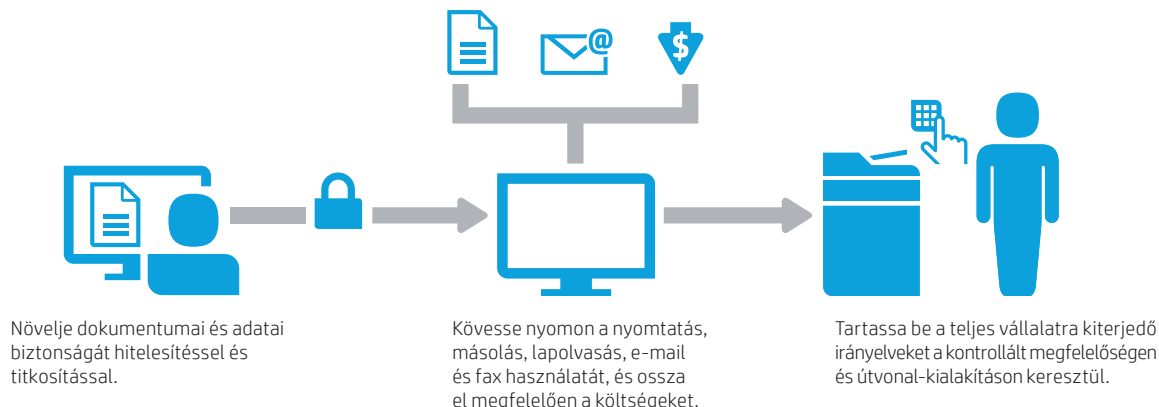 @
$
Növelje dokumentumai és adatai
biztonságát hitelesítéssel és
titkosítással.
Kövesse nyomon a nyomtatás,
másolás, lapolvasás, e-mail
és fax használatát, és ossza
el megfelelően a költségeket.
Tartassa be a teljes vállalatra kiterjedő
irányelveket a kontrollált megfelelőségen
és útvonal-kialakításon keresztül.